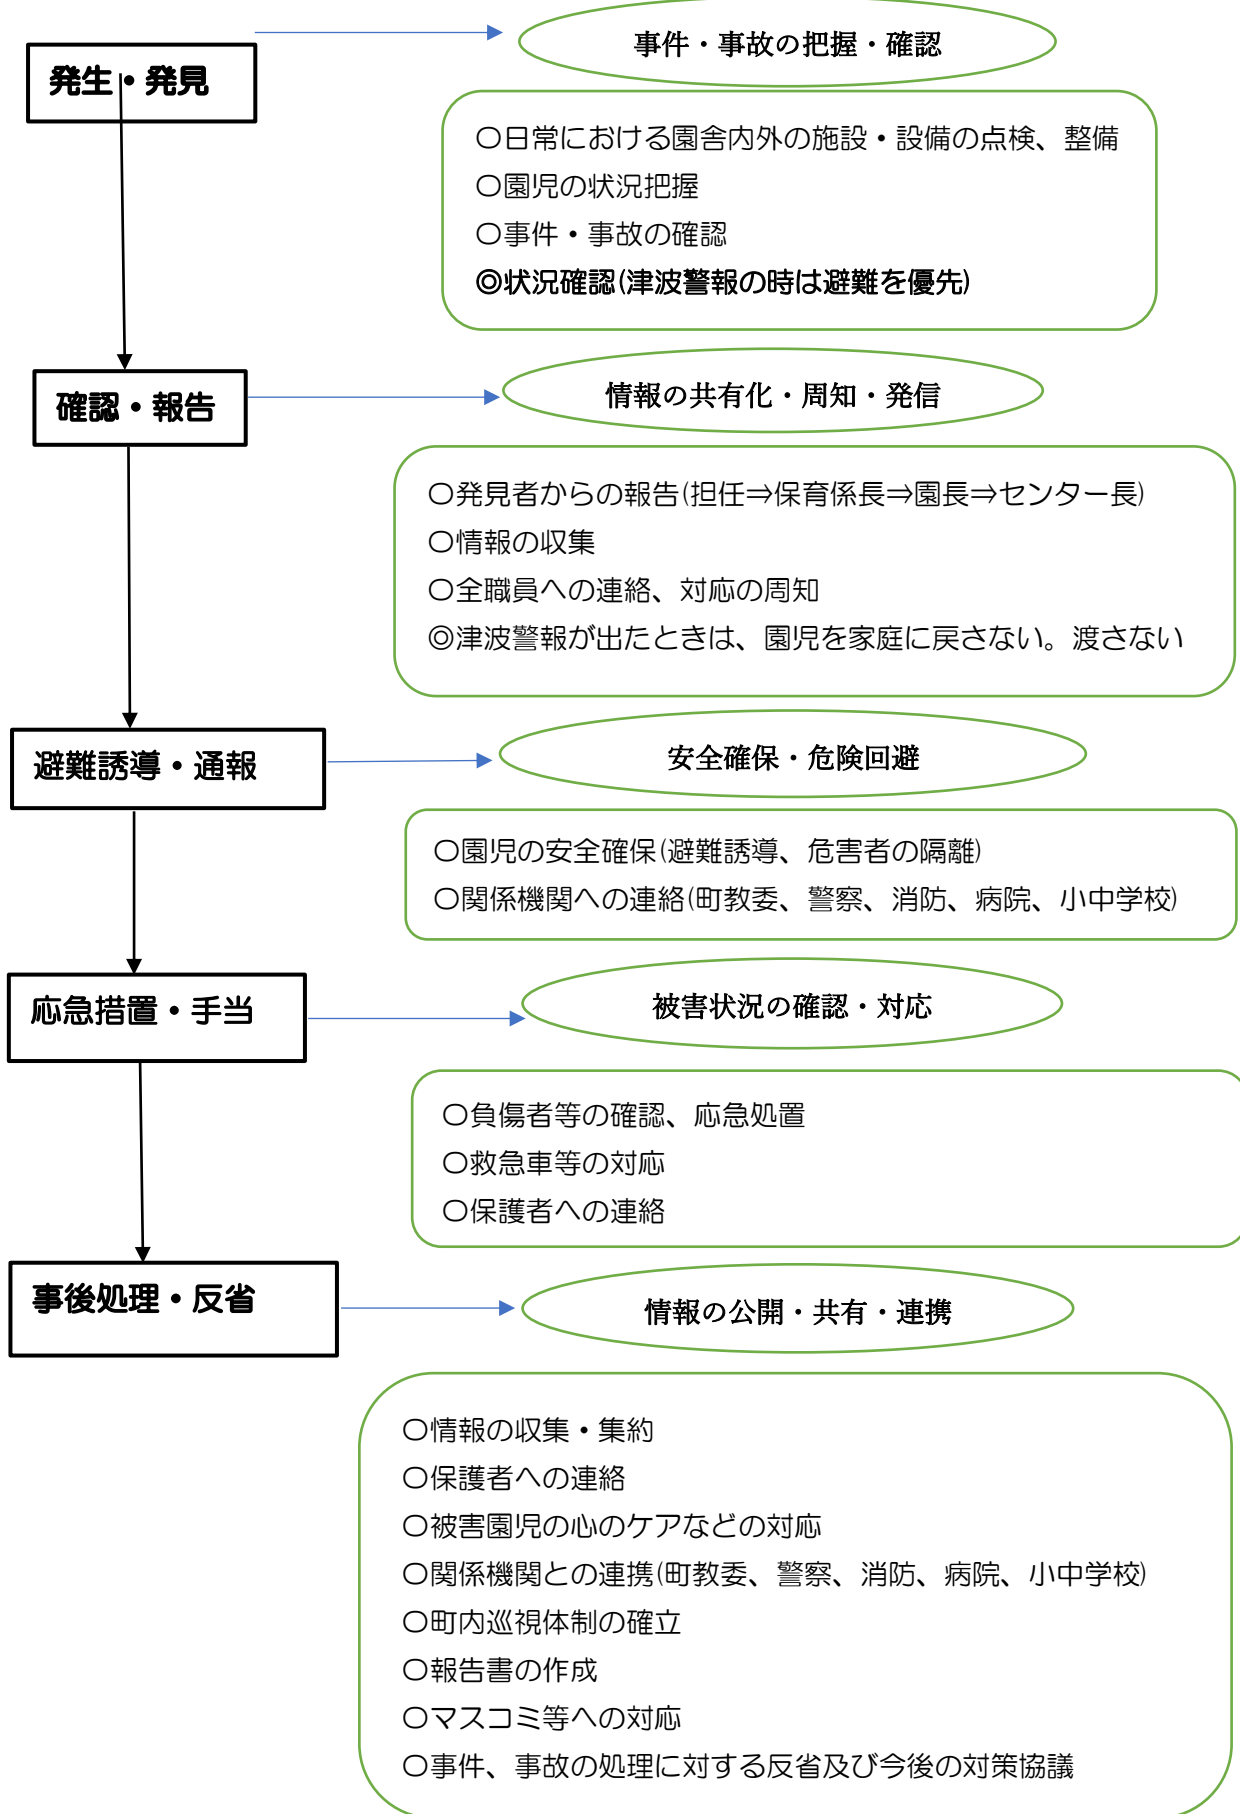 事件・事故の把握・確認
発生・発見
〇日常における園舎内外の施設・設備の点検、整備
〇園児の状況把握
〇事件・事故の確認
◎状況確認(津波警報の時は避難を優先)
確認・報告
情報の共有化・周知・発信
〇発見者からの報告(担任⇒保育係長⇒園長⇒センター長)
〇情報の収集
〇全職員への連絡、対応の周知
◎津波警報が出たときは、園児を家庭に戻さない。渡さない
避難誘導・通報
安全確保・危険回避
〇園児の安全確保(避難誘導、危害者の隔離)
〇関係機関への連絡(町教委、警察、消防、病院、小中学校)
応急措置・手当
被害状況の確認・対応
〇負傷者等の確認、応急処置
〇救急車等の対応
〇保護者への連絡
事後処理・反省
情報の公開・共有・連携
〇情報の収集・集約
〇保護者への連絡
〇被害園児の心のケアなどの対応
〇関係機関との連携(町教委、警察、消防、病院、小中学校)
〇町内巡視体制の確立
〇報告書の作成
〇マスコミ等への対応
〇事件、事故の処理に対する反省及び今後の対策協議